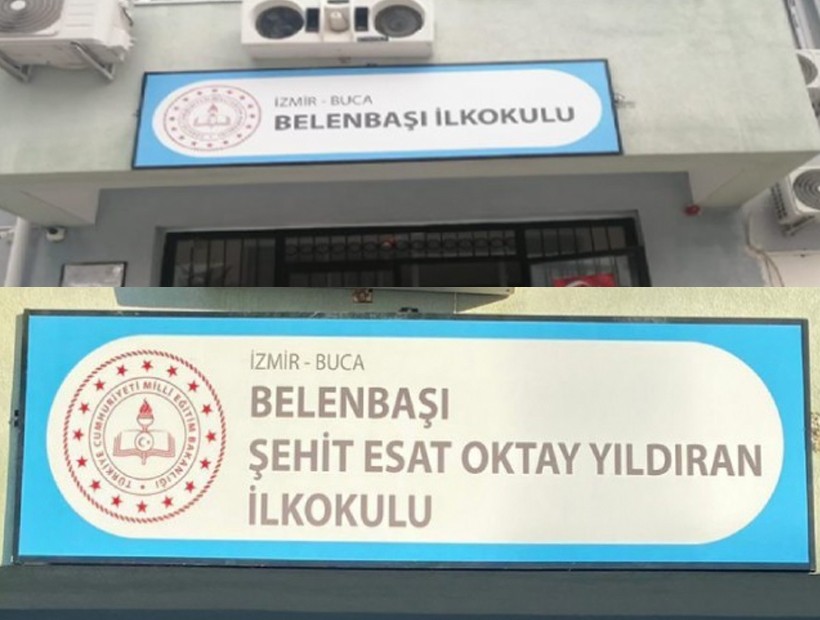 İZMİR - BUCA
BELENBAŞI İLKOKULU
İZMİR - BUCA
BELENBAŞI
ŞEHİT ESAT OKTAY YILDIRAN
İLKOKULU
TÜRKİYE CUMHURİYETİ MİLLİ EĞİTİM BAKANLIĞI